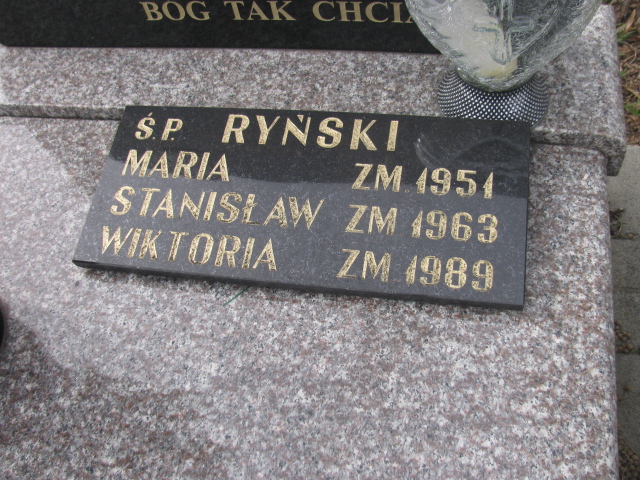 BOG TAK CHCIA
Ś.P. RYŃSKI
MARIA ZM 1951
STANISŁAW ZM 1963
WIKTORIA ZM 1989